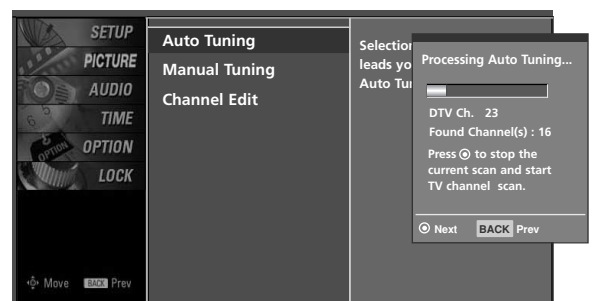 SETUP
PICTURE
AUDIO
TIME
OPTION
OPTION
LOCK
Move BACK Prev
Auto Tuning
Manual Tuning
Channel Edit
Selection
leads yo
Auto Tu
Processing Auto Tuning...
DTV Ch. 23
Found Channel(s) : 16
Press to stop the
current scan and start
TV channel scan.
Next BACK Prev